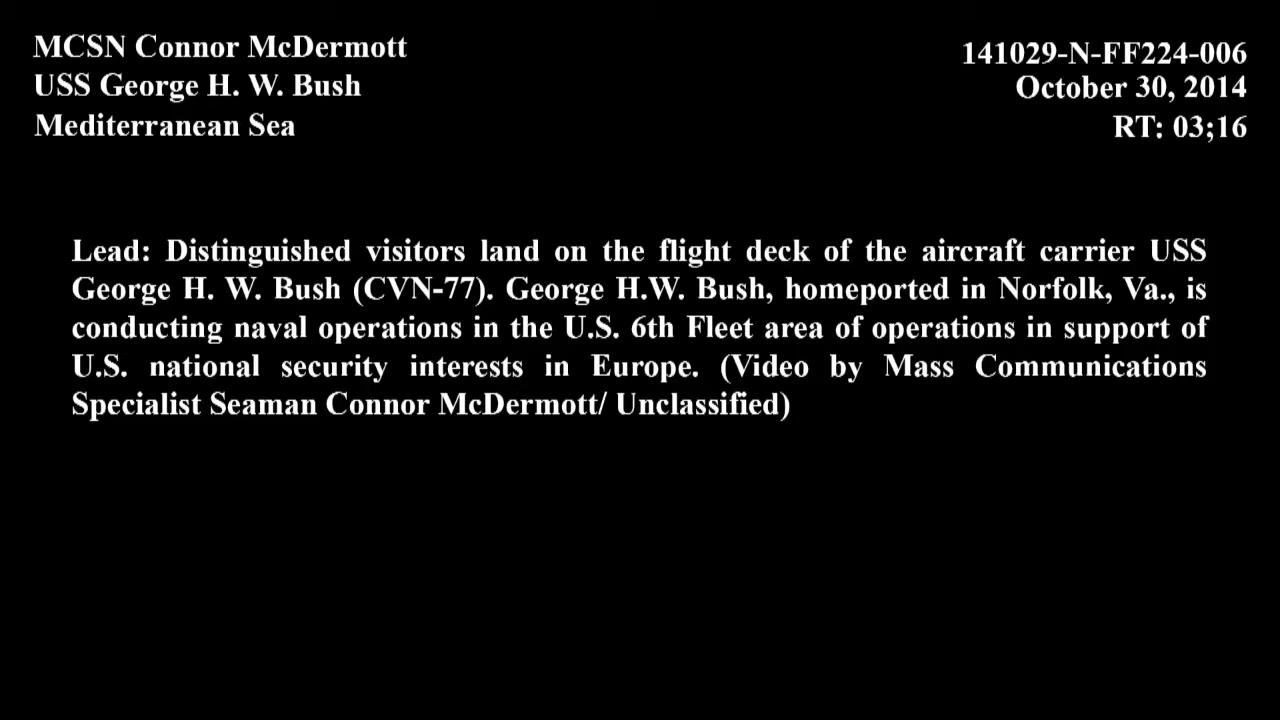 MCSN Connor McDermott
USS George H. W. Bush
Mediterranean Sea
141029-N-FF224-006
October 30, 2014
RT: 03;16
Lead: Distinguished visitors land on the flight deck of the aircraft carrier USS
George H. W. Bush (CVN-77). George H.W. Bush, homeported in Norfolk, Va., is
conducting naval operations in the U.S. 6th Fleet area of operations in support of
U.S. national security interests in Europe. (Video by Mass Communications
Specialist Seaman Connor McDermott/ Unclassified)